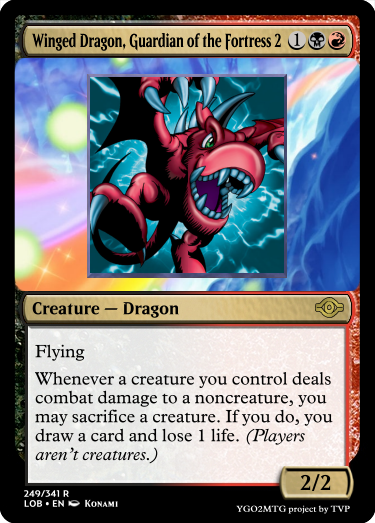 Winged Dragon, Guardian of the Fortress 2 1
Creature — Dragon
Flying
Whenever a creature you control deals
combat damage to a noncreature, you
may sacrifice a creature. If you do, you
draw a card and lose 1 life. (Players
aren't creatures.)
2/2
249/341 R
LOB • EN Konami
YGO2MTG project by TVP